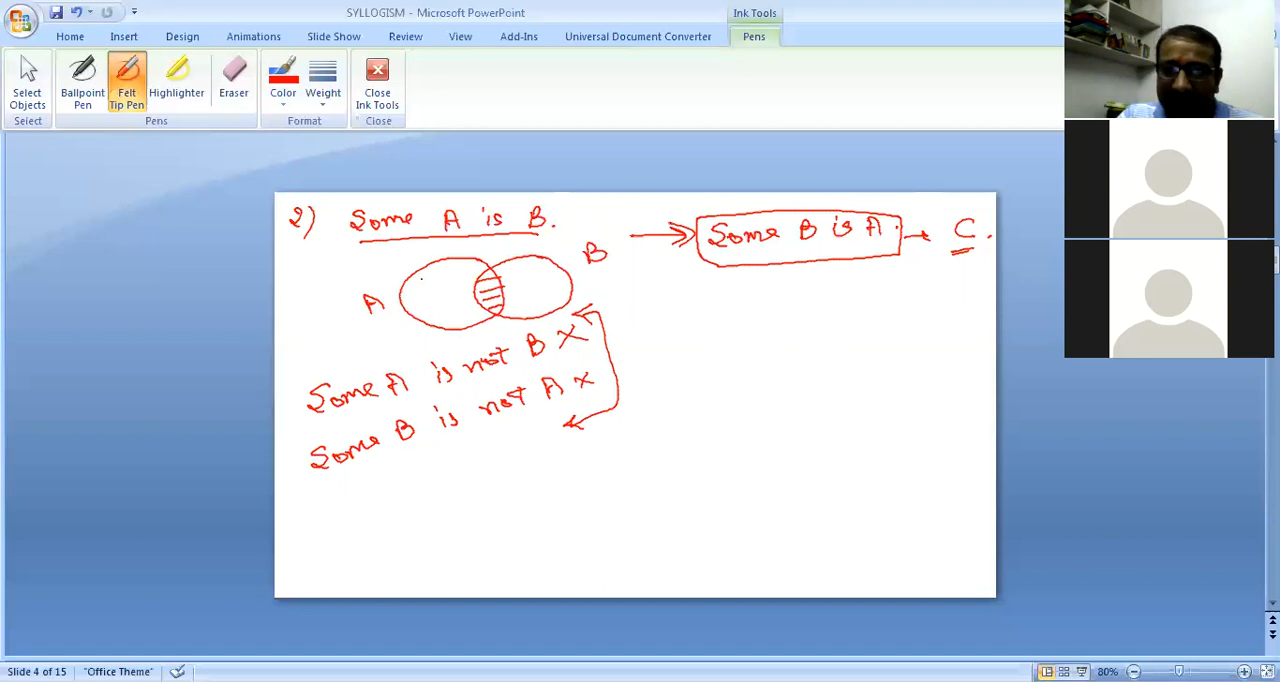 SYLLOGISM - Microsoft PowerPoint
Ink Tools
Home Insert Design Animations Slide Show Review View Add-Ins Universal Document Converter Pens
Select Objects
Ballpoint Pen
Felt Tip Pen
Highlighter
Eraser
Color
Weight
Close Ink Tools
Select Pens Format Close
2) Some A is B.
Some B is A. → C.
B
A
Some A is not B ×
Some B is not A ×
Slide 4 of 15 "Office Theme" 80%